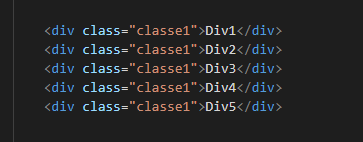 <div class="classe1">Div1</div>
<div class="classe1">Div2</div>
<div class="classe1">Div3</div>
<div class="classe1">Div4</div>
<div class="classe1">Div5</div>